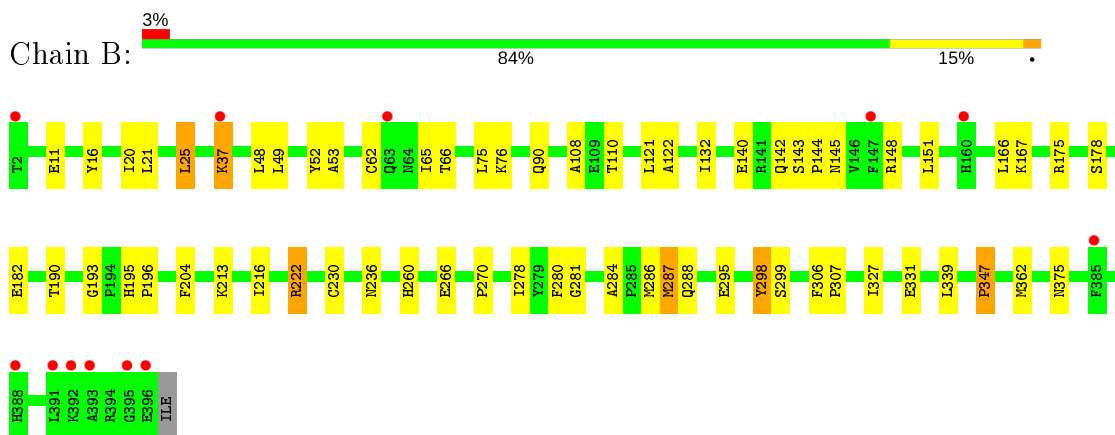 3%
Chain B:
84% 15% •
T2 E11 Y16 I20 L21 L25 K37 L48 L49 Y52 A53 C62 Q63 N64 I65 T66 L75 K76 Q90 A108 E109 T110 L121 A122 I132 E140 R141 Q142 S143 P144 N145 V146 F147 R148 L151 H160 L166 K167 R175 S178
E182 T190 G193 P194 H195 P196 F204 K213 I216 R222 C230 N236 H260 E266 P270 I278 Y279 F280 G281 A284 P285 M286 M287 Q288 E295 Y298 S299 F306 P307 I327 E331 L339 P347 M362 N375 F385
H388 L391 K392 A393 R394 G395 E396 ILE